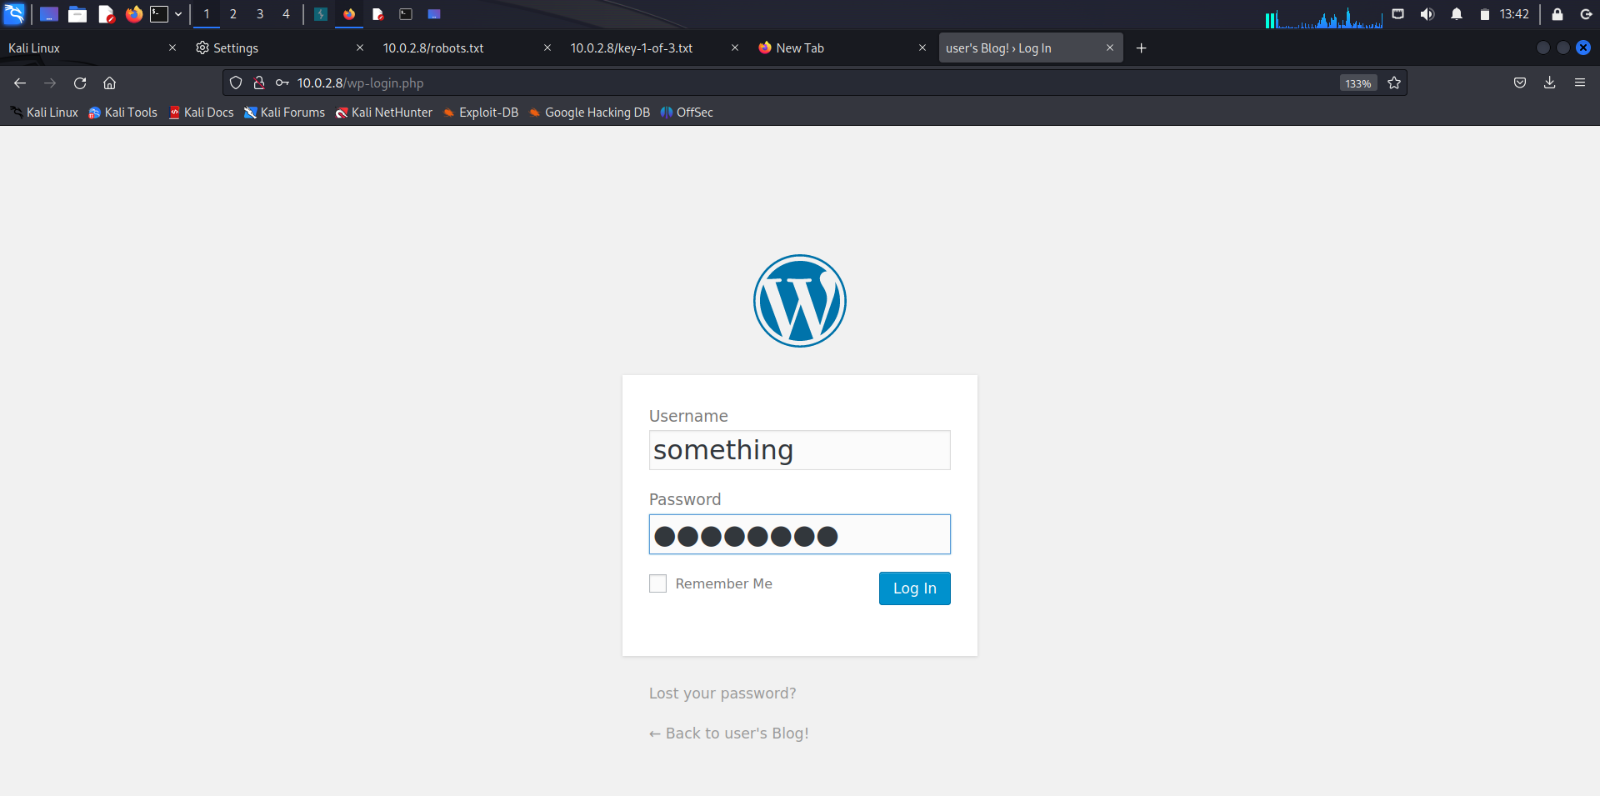 1 2 3 4 13:42
Kali Linux Settings 10.0.2.8/robots.txt 10.0.2.8/key-1-of-3.txt New Tab user's Blog! › Log In
10.0.2.8/wp-login.php 133%
Kali Linux Kali Tools Kali Docs Kali Forums Kali NetHunter Exploit-DB Google Hacking DB OffSec
Username
something
Password
Remember Me Log In
Lost your password?
← Back to user's Blog!